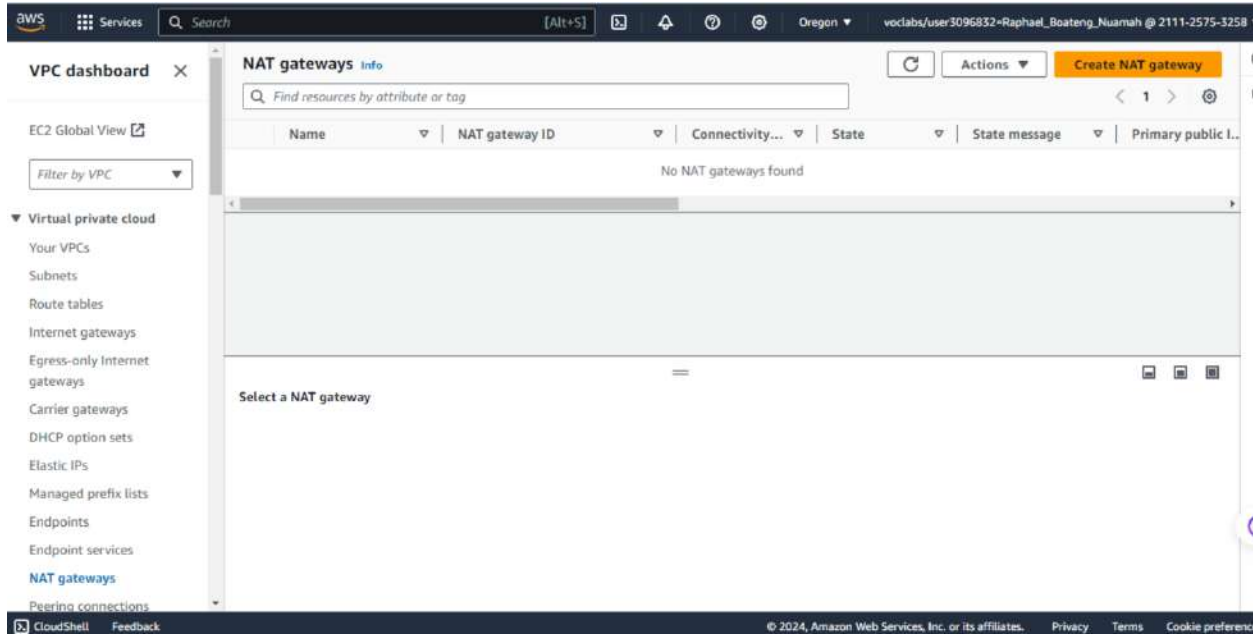 aws Services Search [Alt+S] Oregon voclabs/user3096832=Raphael_Boateng_Nuamah @ 2111-2575-3258
VPC dashboard
EC2 Global View
Filter by VPC
Virtual private cloud
Your VPCs
Subnets
Route tables
Internet gateways
Egress-only Internet
gateways
Carrier gateways
DHCP option sets
Elastic IPs
Managed prefix lists
Endpoints
Endpoint services
NAT gateways
Peering connections
NAT gateways Info
Actions
Create NAT gateway
Find resources by attribute or tag
1
Name NAT gateway ID Connectivity... State State message Primary public I...
No NAT gateways found
Select a NAT gateway
CloudShell Feedback © 2024, Amazon Web Services, Inc. or its affiliates. Privacy Terms Cookie preferenc